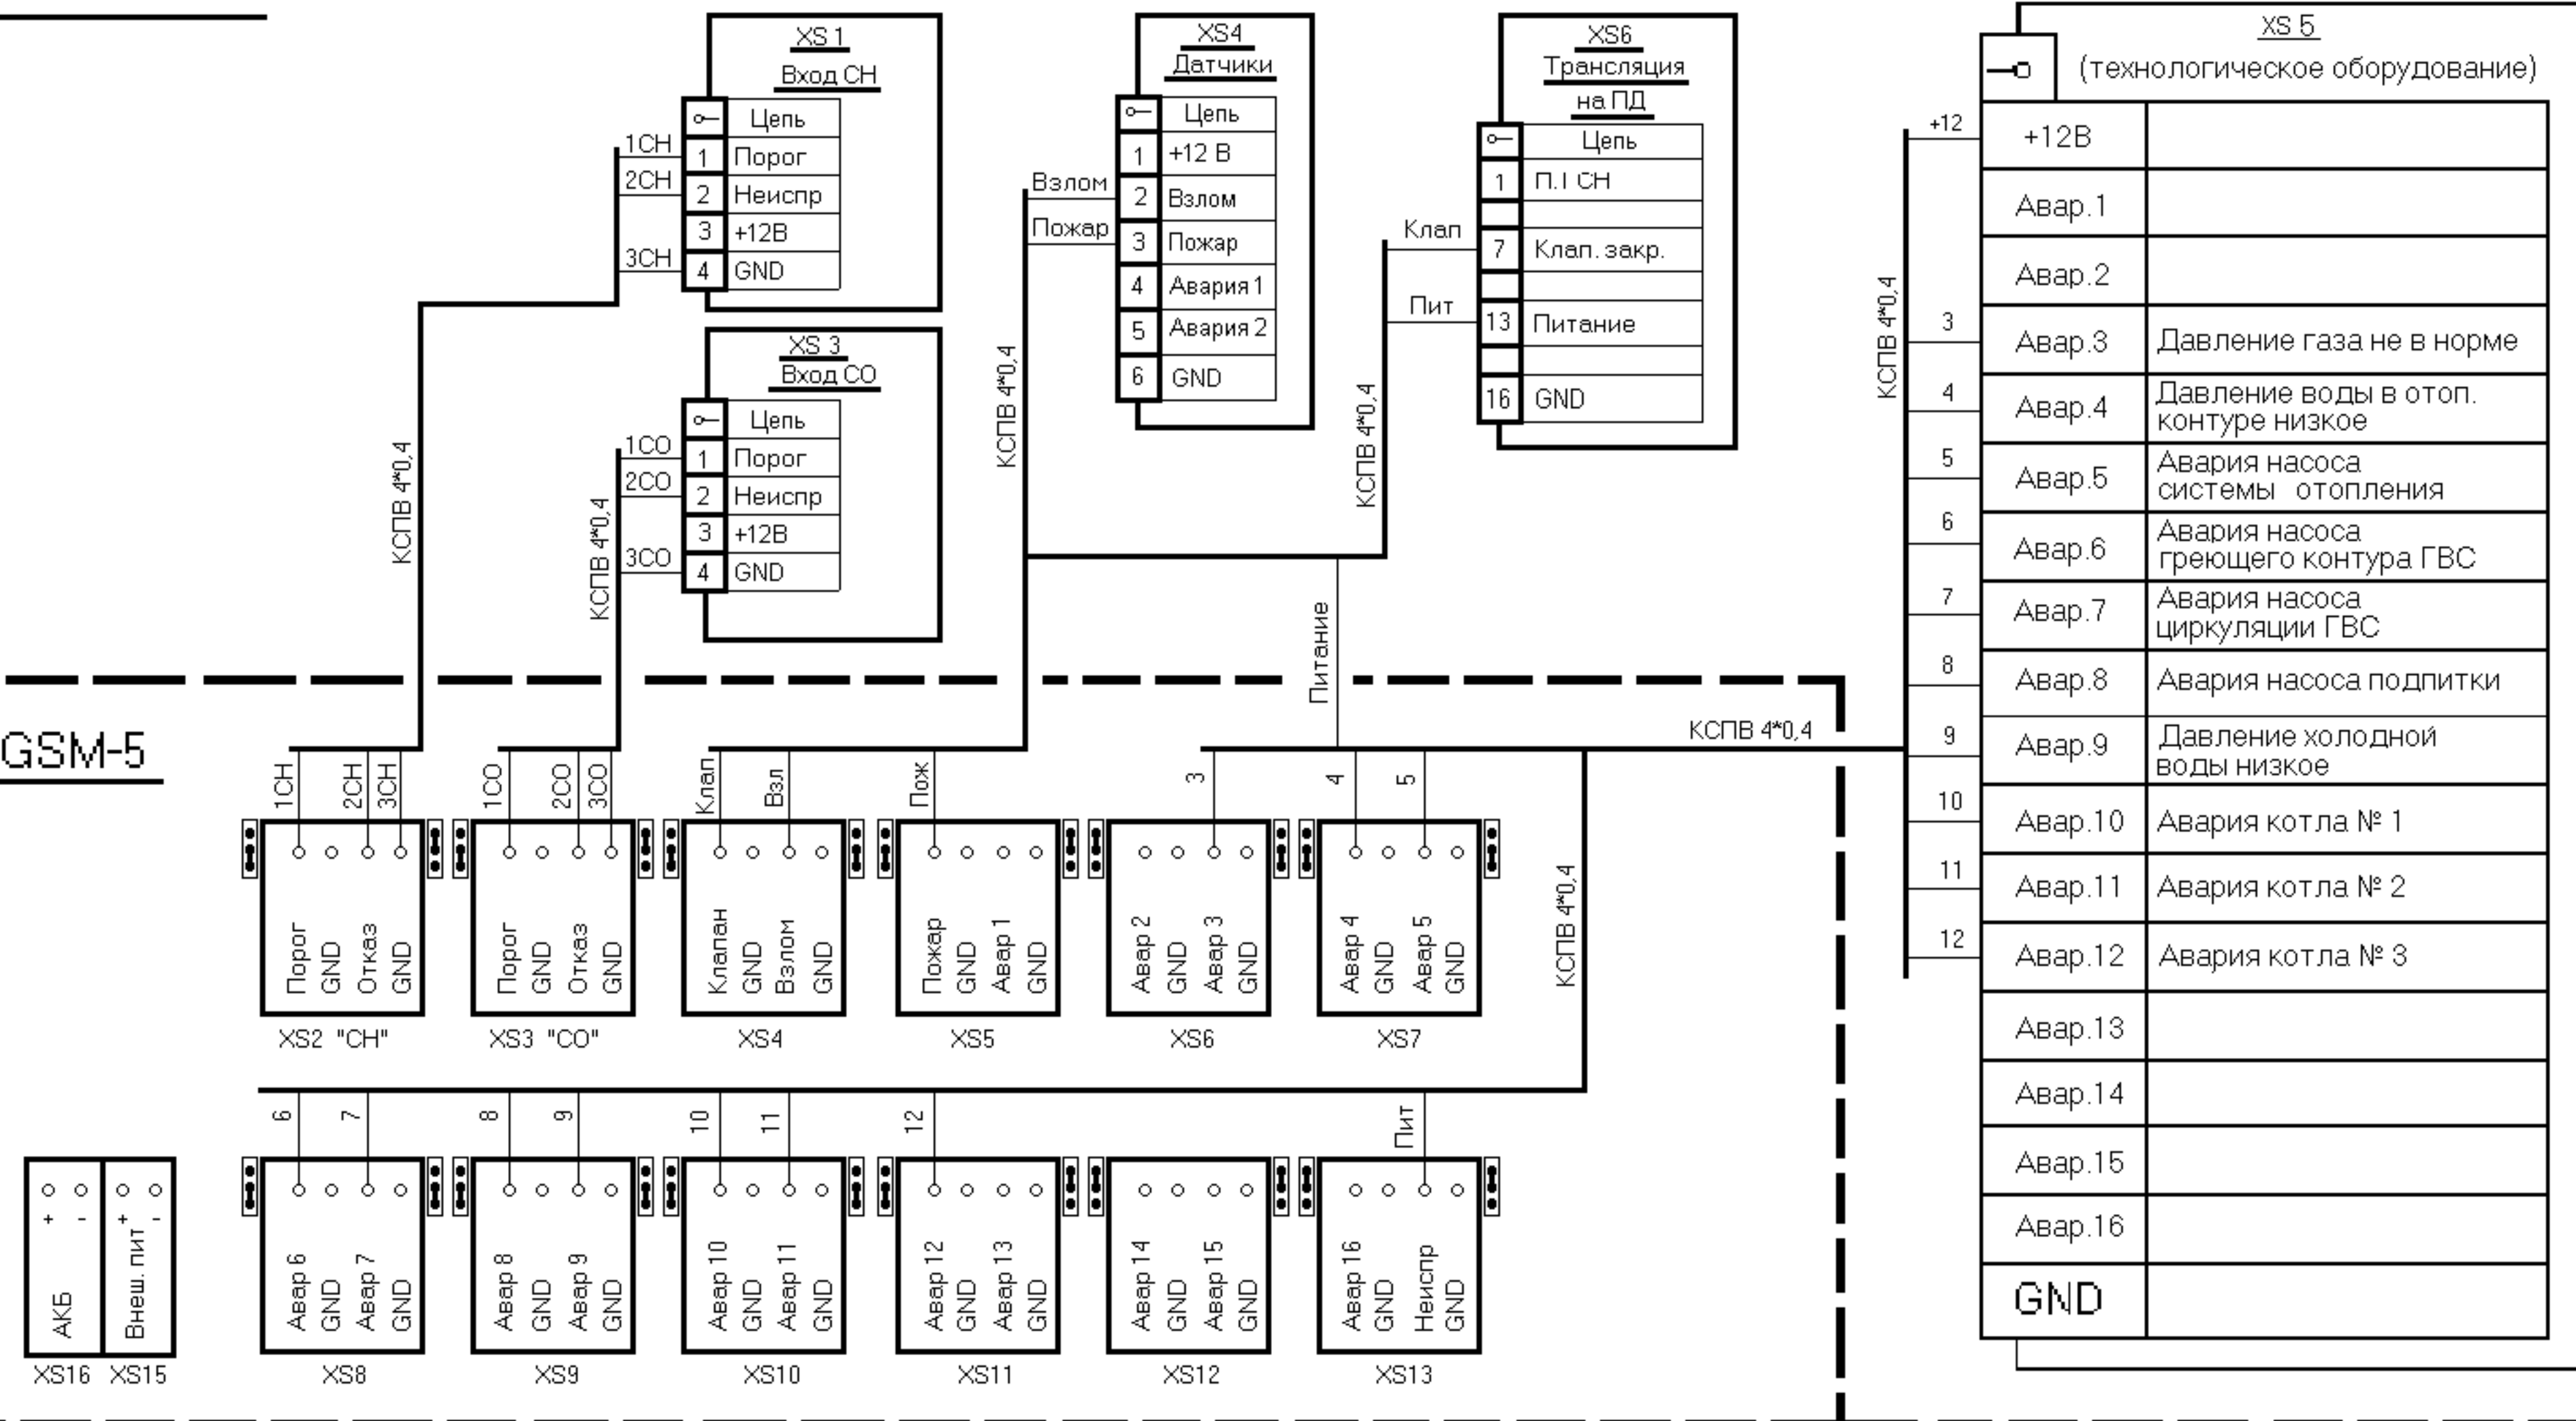 XS 1
Вход СН
Цепь
1СН
1 Порог
2СН
2 Неиспр
3 +12В
3СН
4 GND
XS 3
Вход СО
Цепь
1СО
1 Порог
2СО
2 Неиспр
3 +12В
3СО
4 GND
КСПВ 4*0,4
КСПВ 4*0,4
XS4
Датчики
Цепь
1 +12 В
Взлом
2 Взлом
Пожар
3 Пожар
4 Авария 1
5 Авария 2
6 GND
КСПВ 4*0,4
XS6
Трансляция
на ПД
Цепь
1 П.I СН
Клап
7 Клап. закр.
Пит
13 Питание
16 GND
КСПВ 4*0,4
Питание
XS 5
(технологическое оборудование)
+12
+12В
Авар.1
Авар.2
3
Авар.3 Давление газа не в норме
4
Авар.4 Давление воды в отоп.
контуре низкое
5
Авар.5 Авария насоса
системы отопления
6
Авар.6 Авария насоса
греющего контура ГВС
7
Авар.7 Авария насоса
циркуляции ГВС
8
Авар.8 Авария насоса подпитки
9
Авар.9 Давление холодной
воды низкое
10
Авар.10 Авария котла № 1
11
Авар.11 Авария котла № 2
12
Авар.12 Авария котла № 3
Авар.13
Авар.14
Авар.15
Авар.16
GND
КСПВ 4*0,4
КСПВ 4*0,4
КСПВ 4*0,4
GSM-5
1СН 2СН 3СН
Порог GND Отказ GND
XS2 "СН"
1СО 2СО 3СО
Порог GND Отказ GND
XS3 "СО"
Клап Взл
Клапан GND Взлом GND
XS4
Пож
Пожар GND Авар 1 GND
XS5
3
Авар 2 GND Авар 3 GND
XS6
4 5
Авар 4 GND Авар 5 GND
XS7
+ -
АКБ
XS16
+ -
Внеш. пит
XS15
6 7
Авар 6 GND Авар 7 GND
XS8
8 9
Авар 8 GND Авар 9 GND
XS9
10 11
Авар 10 GND Авар 11 GND
XS10
12
Авар 12 GND Авар 13 GND
XS11
Авар 14 GND Авар 15 GND
XS12
Пит
Авар 16 GND Неиспр GND
XS13